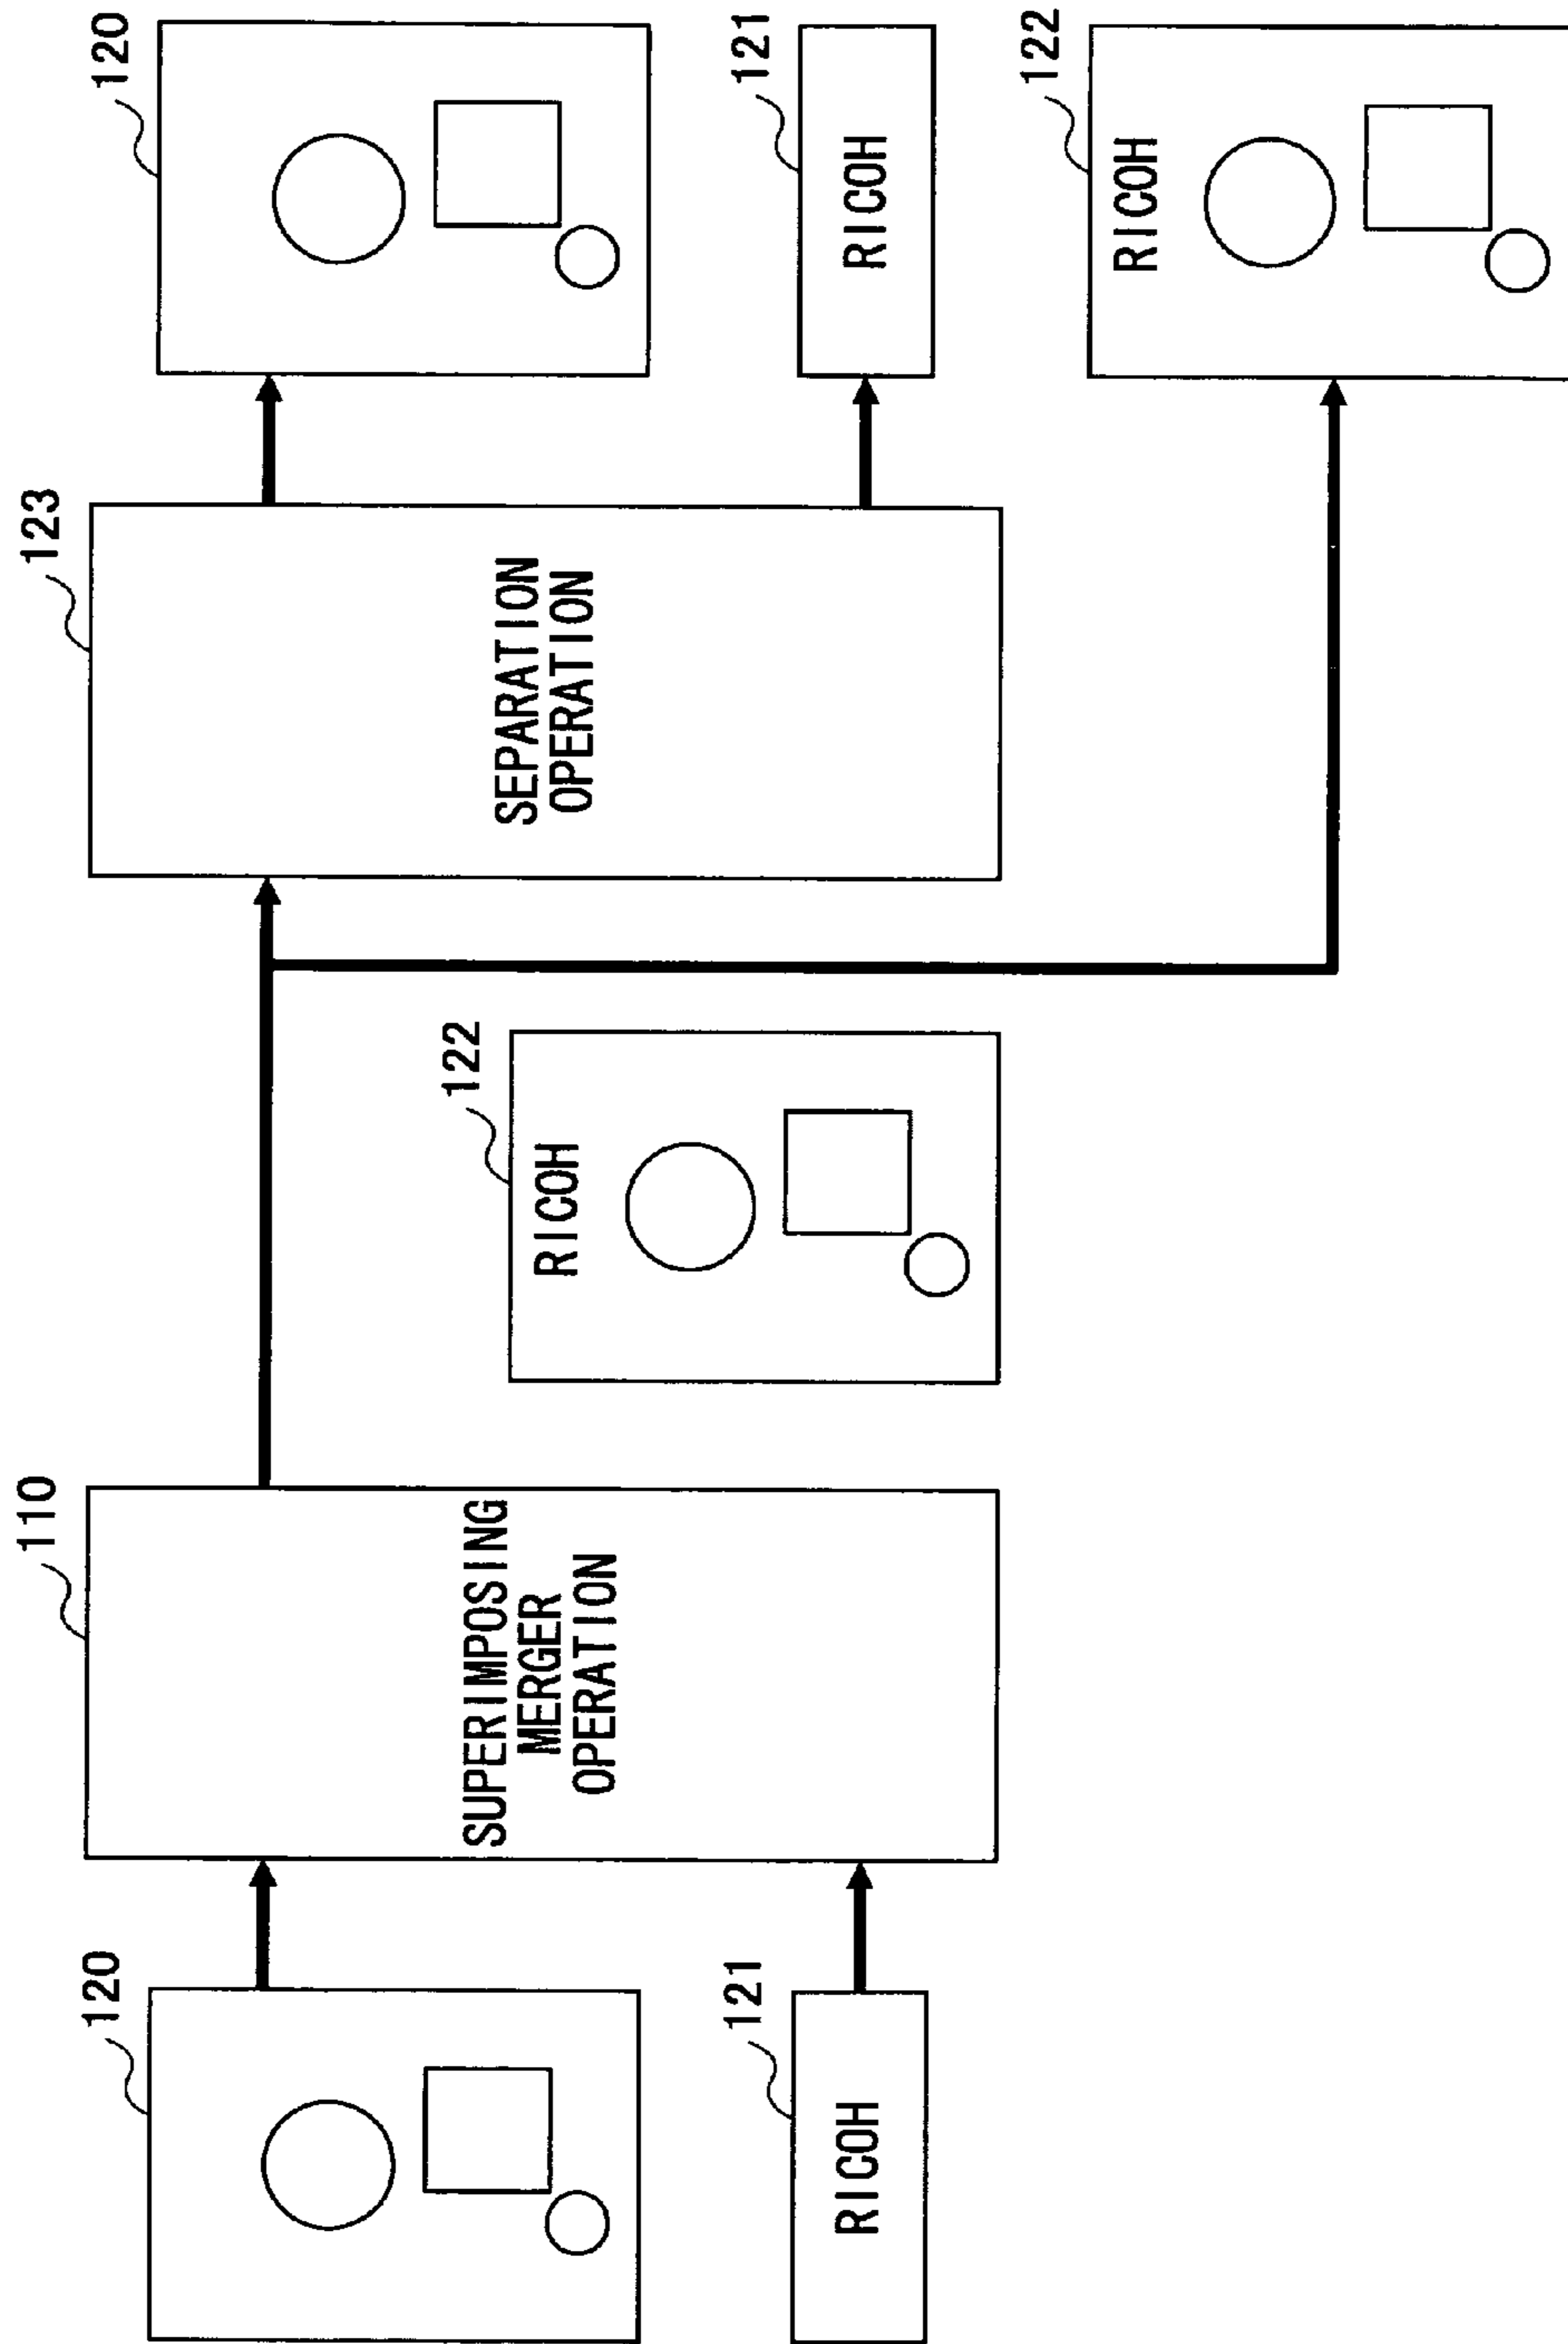 120
RICOH
121
110
SUPERIMPOSING
MERGER
OPERATION
122
RICOH
123
SEPARATION
OPERATION
120
121
RICOH
122
RICOH